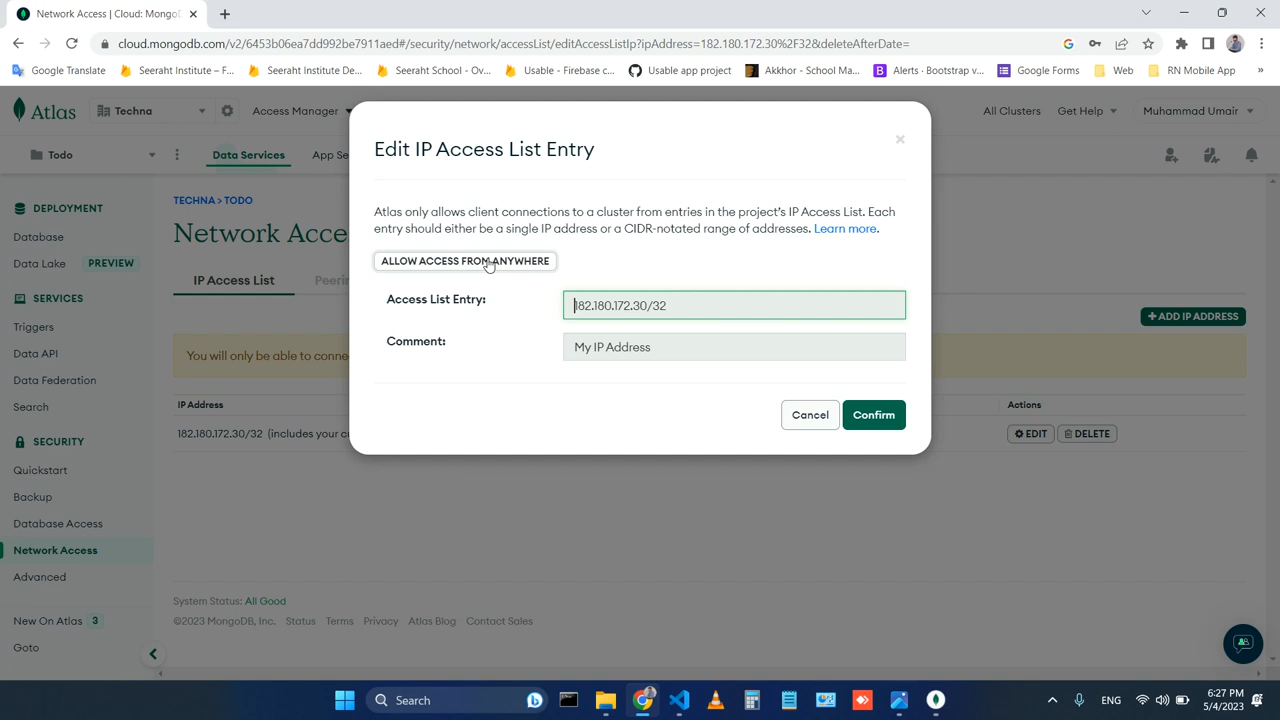 Network Access | Cloud: MongoD
cloud.mongodb.com/v2/6453b06ea7dd992be7911aed#/security/network/accessList/editAccessListIp?ipAddress=182.180.172.30%2F32&deleteAfterDate=
Google Translate
Seeraht Institute – F...
Seeraht Institute De...
Seeraht School - Ov...
Usable - Firebase c...
Usable app project
Akkhor - School Ma...
Alerts · Bootstrap v...
Google Forms
Web
RN Mobile App
»
Atlas
Techna
Access Manager
All Clusters
Get Help
Muhammad Umair
Todo
Data Services
App Se
DEPLOYMENT
Database
Data Lake
PREVIEW
SERVICES
Triggers
Data API
Data Federation
Search
SECURITY
Quickstart
Backup
Database Access
Network Access
Advanced
New On Atlas 3
Goto
TECHNA > TODO
Network Acce
IP Access List
Peerin
+ ADD IP ADDRESS
You will only be able to conne
IP Address
Actions
182.180.172.30/32 (includes your cu
EDIT
DELETE
Edit IP Access List Entry
Atlas only allows client connections to a cluster from entries in the project's IP Access List. Each
entry should either be a single IP address or a CIDR-notated range of addresses. Learn more.
ALLOW ACCESS FROM ANYWHERE
Access List Entry:
182.180.172.30/32
Comment:
My IP Address
Cancel
Confirm
System Status: All Good
©2023 MongoDB, Inc.
Status
Terms
Privacy
Atlas Blog
Contact Sales
Search
ENG
6:27 PM
5/4/2023